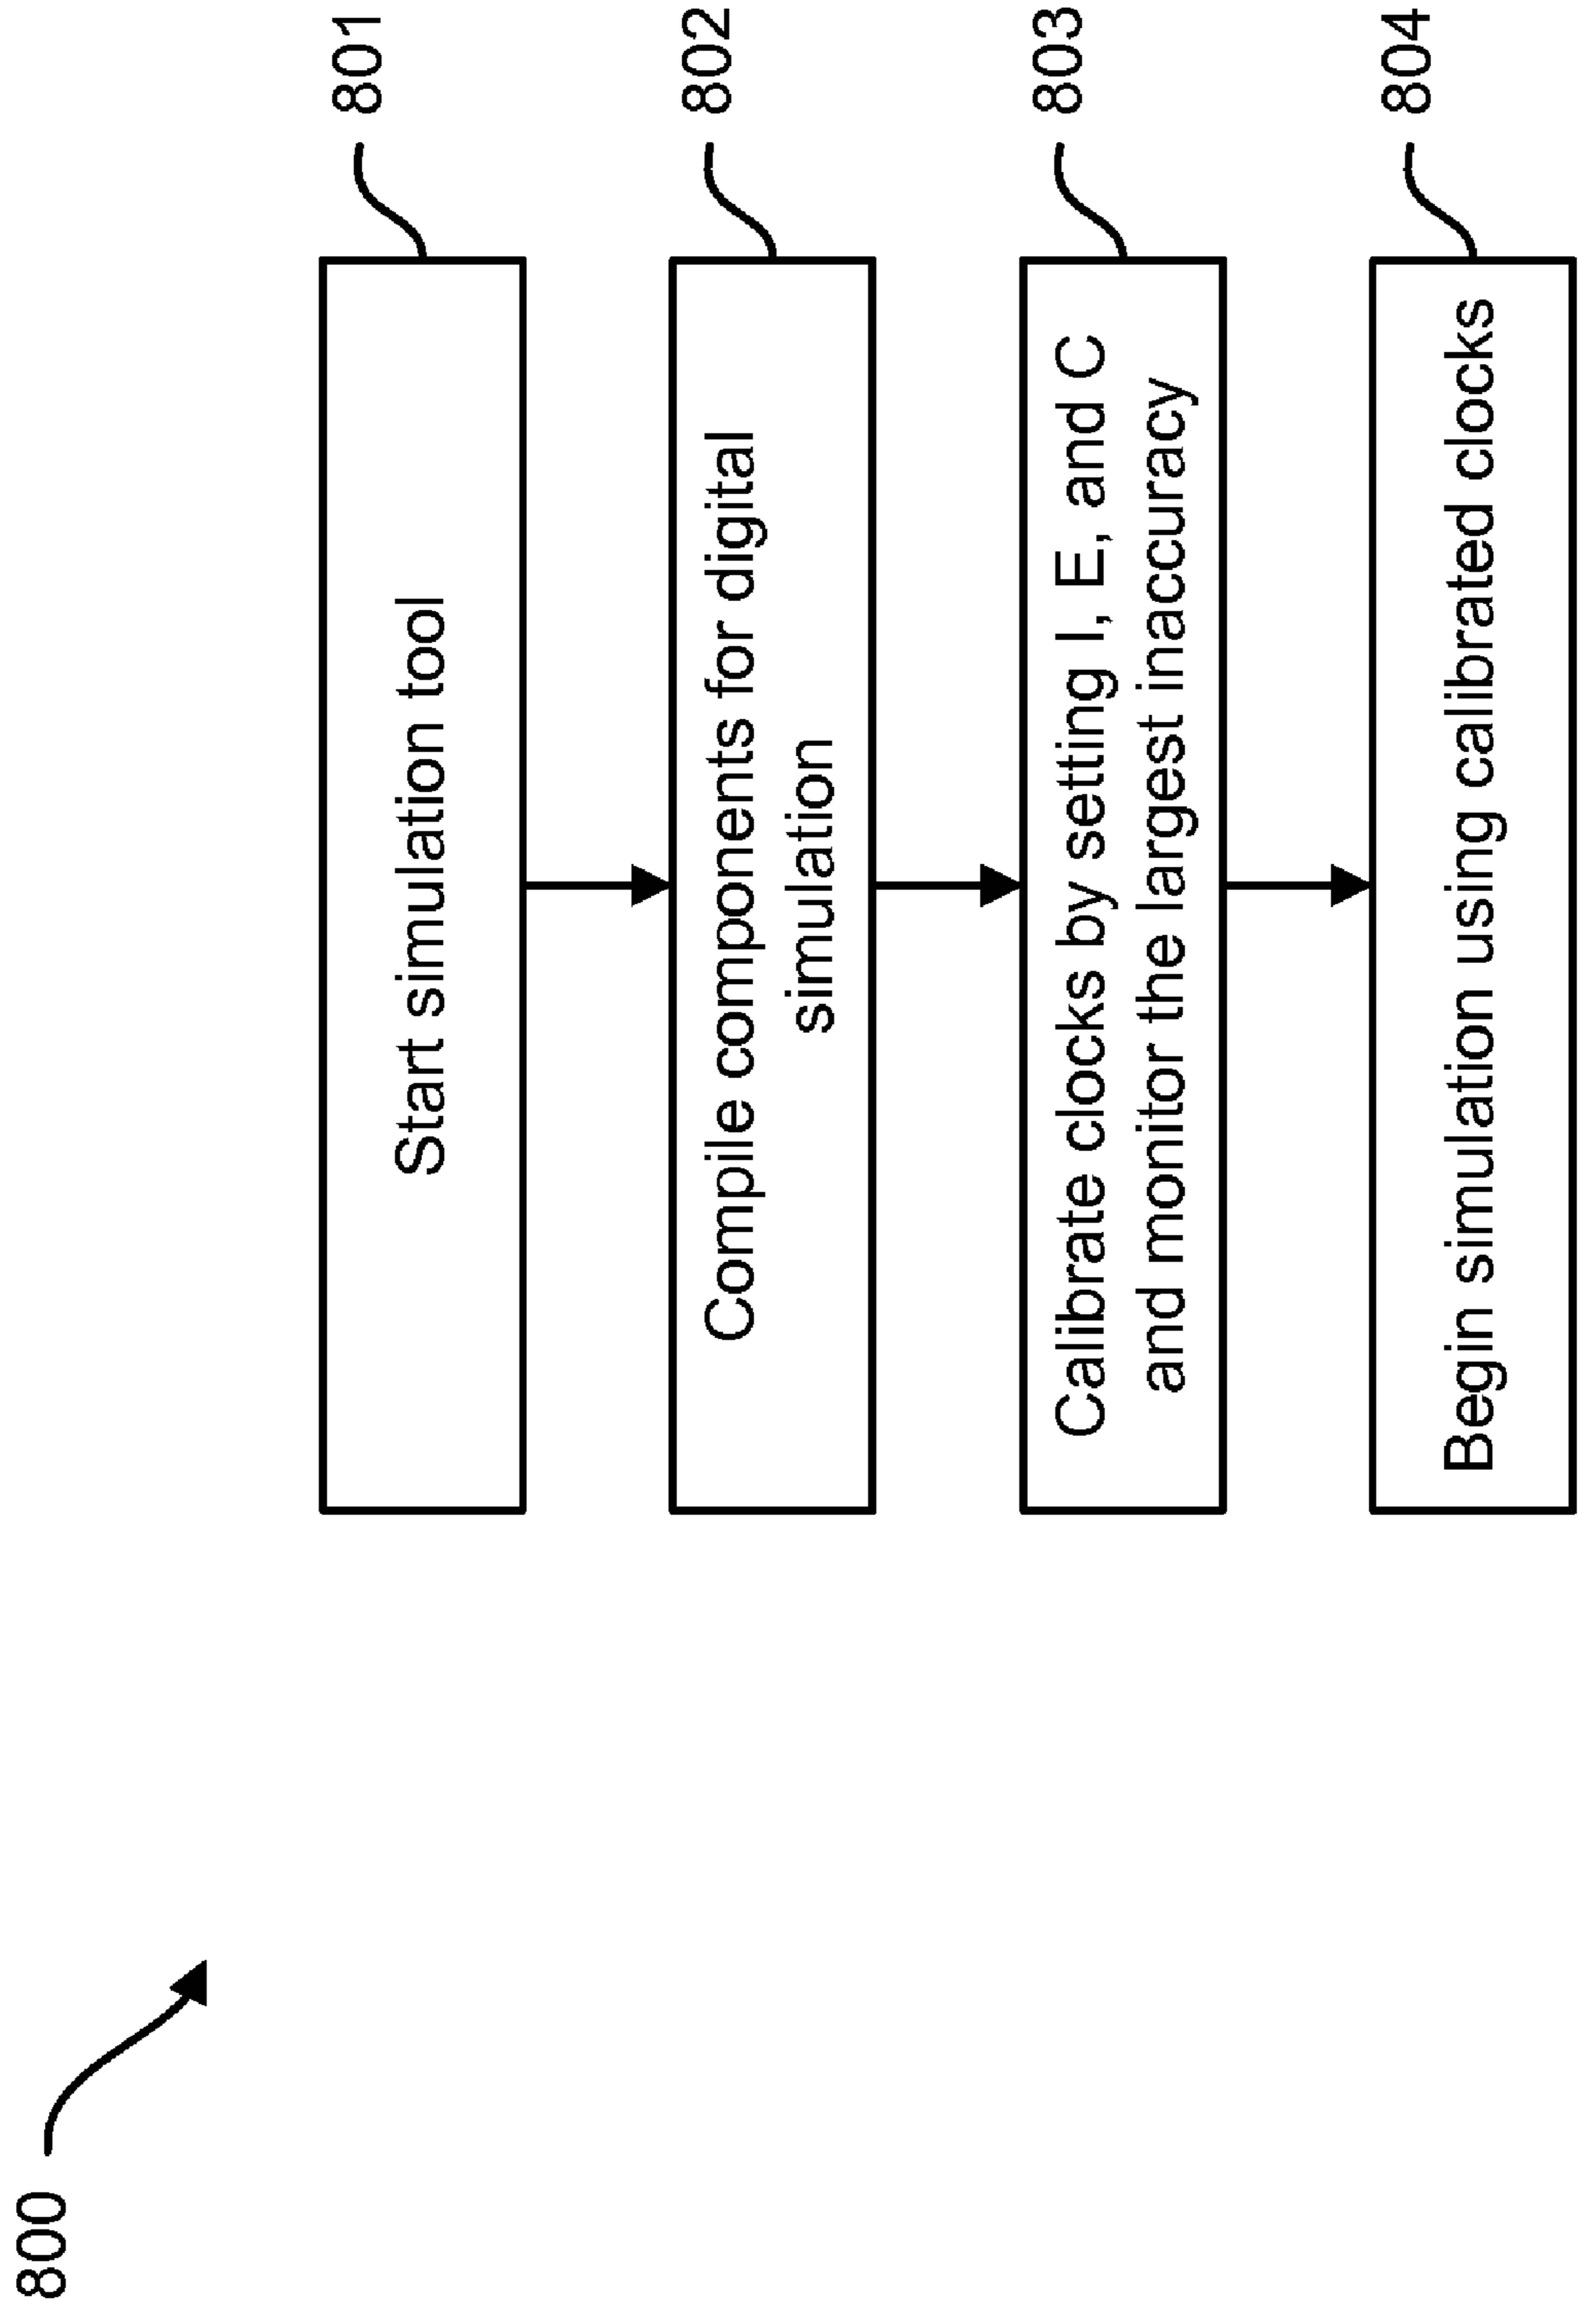 800
Start simulation tool
801
Compile components for digital
simulation
802
Calibrate clocks by setting I, E, and C
and monitor the largest inaccuracy
803
Begin simulation using calibrated clocks
804